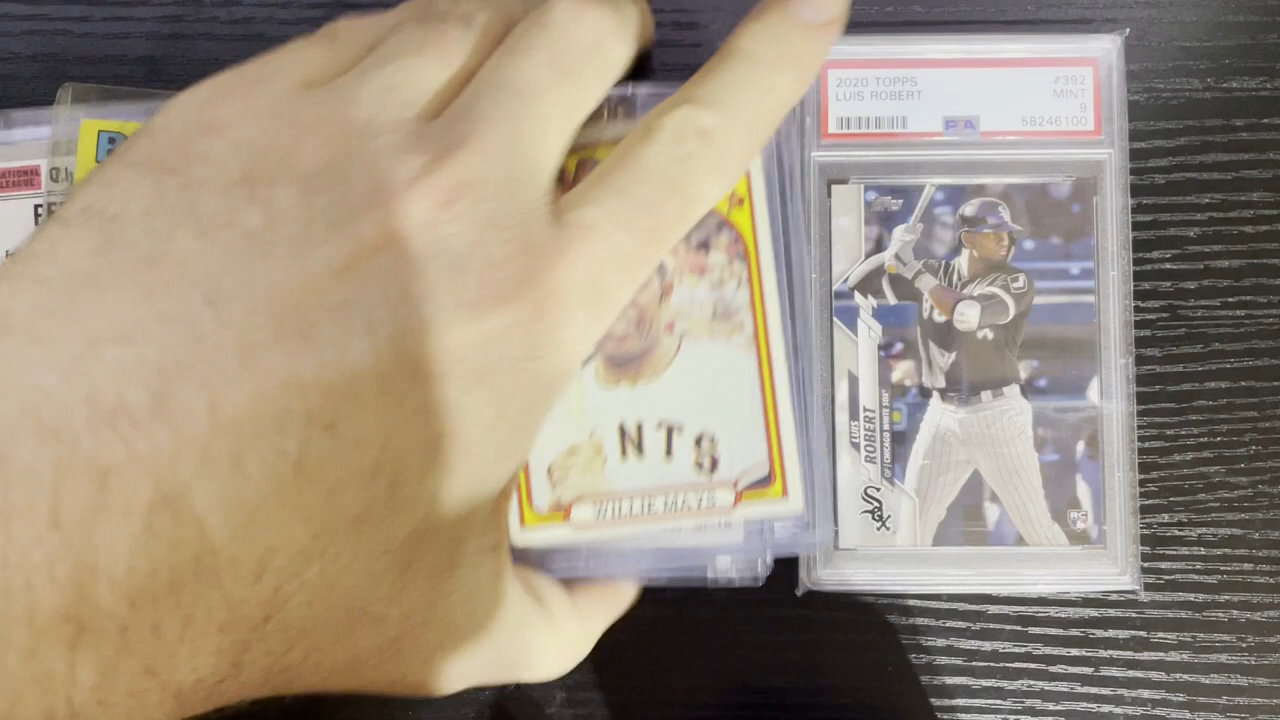 2020 TOPPS
LUIS ROBERT
#392
MINT
9
58246100
PSA
NATIONAL
LEAGUE
NTS
WILLIE MAYS
LUIS
ROBERT
OF | CHICAGO WHITE SOX
Sox
RC